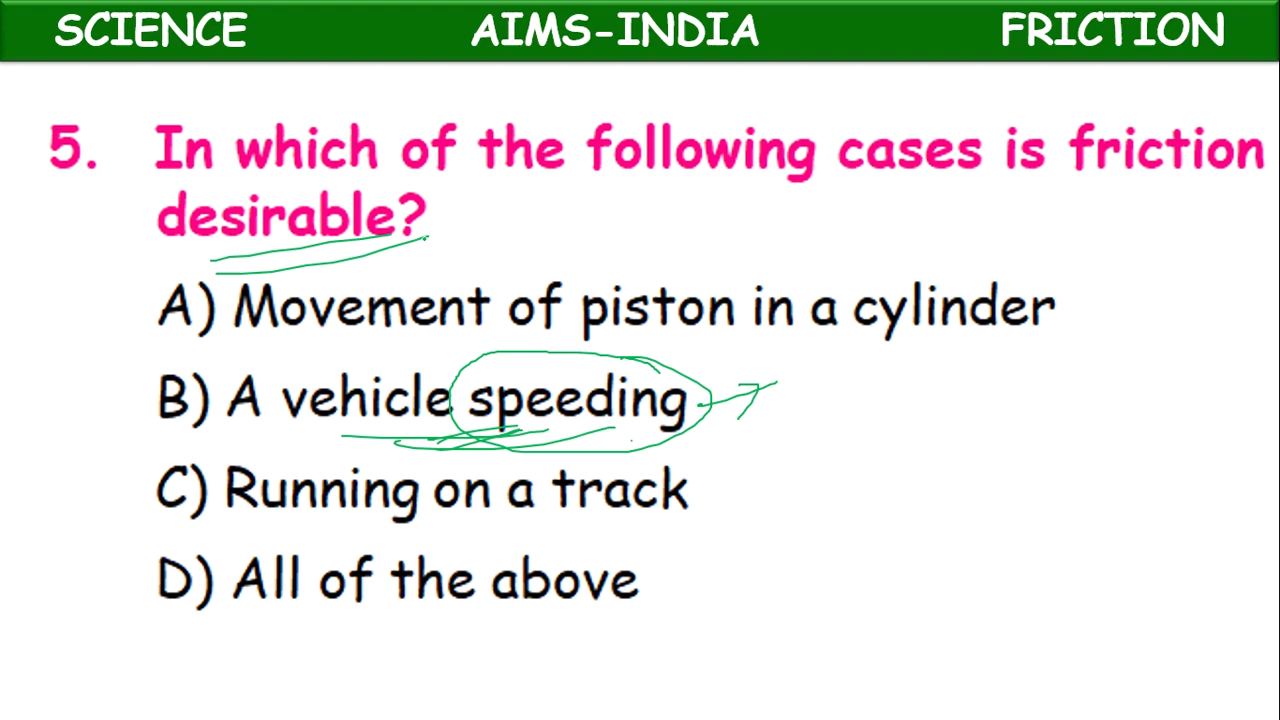 SCIENCE AIMS-INDIA FRICTION
5. In which of the following cases is friction
desirable?
A) Movement of piston in a cylinder
B) A vehicle speeding
C) Running on a track
D) All of the above